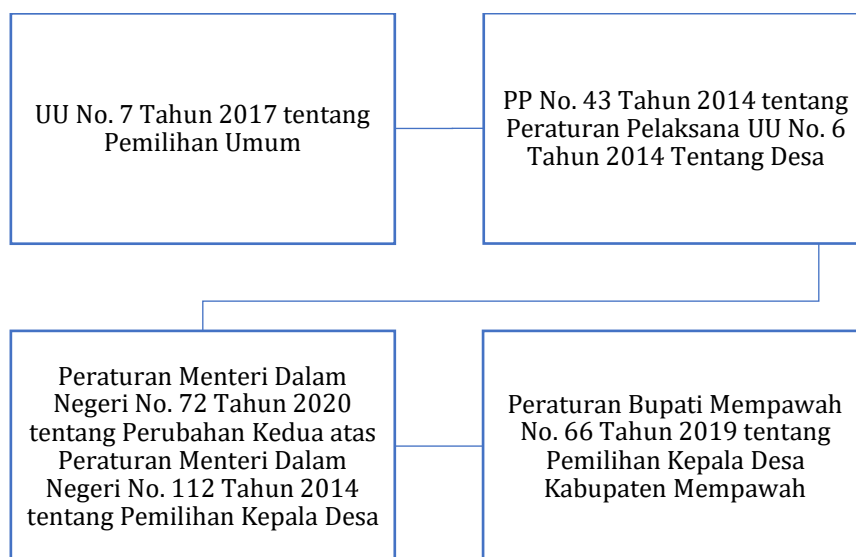 UU No. 7 Tahun 2017 tentang
Pemilihan Umum
PP No. 43 Tahun 2014 tentang
Peraturan Pelaksana UU No. 6
Tahun 2014 Tentang Desa
Peraturan Menteri Dalam
Negeri No. 72 Tahun 2020
tentang Perubahan Kedua atas
Peraturan Menteri Dalam
Negeri No. 112 Tahun 2014
tentang Pemilihan Kepala Desa
Peraturan Bupati Mempawah
No. 66 Tahun 2019 tentang
Pemilihan Kepala Desa
Kabupaten Mempawah